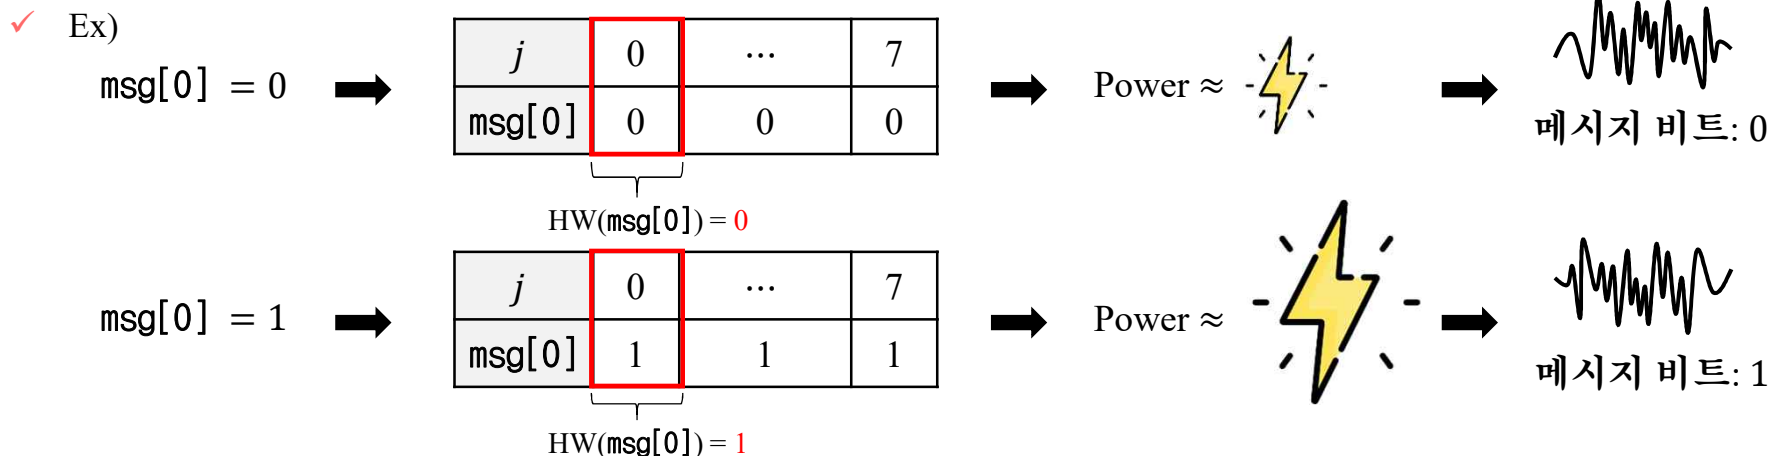 ✓ Ex)
msg[0] = 0
j 0 ⋯ 7
msg[0] 0 0 0
HW(msg[0]) = 0
Power ≈
메시지 비트: 0
msg[0] = 1
j 0 ⋯ 7
msg[0] 1 1 1
HW(msg[0]) = 1
Power ≈
메시지 비트: 1